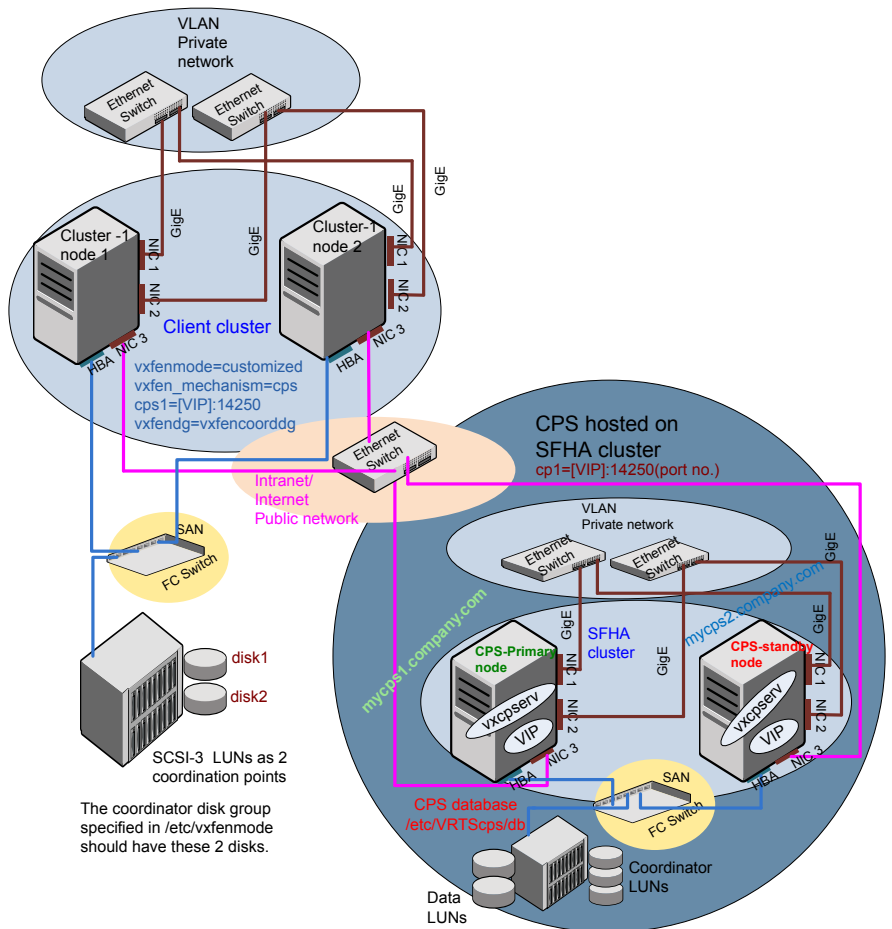 VLAN
Private
network
Ethernet
Switch
Ethernet
Switch
GigE
GigE
GigE
GigE
Cluster -1
node 1
NIC 1
NIC 2
HBA
NIC 3
Cluster-1
node 2
NIC 1
NIC 2
HBA
NIC 3
Client cluster
vxfenmode=customized
vxfen_mechanism=cps
cps1=[VIP]:14250
vxfendg=vxfencoorddg
Ethernet
Switch
Intranet/
Internet
Public network
SAN
FC Switch
disk1
disk2
SCSI-3 LUNs as 2
coordination points
The coordinator disk group
specified in /etc/vxfenmode
should have these 2 disks.
CPS hosted on
SFHA cluster
cp1=[VIP]:14250(port no.)
VLAN
Private network
Ethernet
Switch
Ethernet
Switch
GigE
GigE
GigE
GigE
mycps1.company.com
mycps2.company.com
SFHA
cluster
CPS-Primary
node
vxcpserv
VIP
NIC 1
NIC 2
HBA
NIC 3
CPS-standby
node
vxcpserv
VIP
NIC 1
NIC 2
HBA
NIC 3
SAN
FC Switch
CPS database
/etc/VRTScps/db
Data
LUNs
Coordinator
LUNs